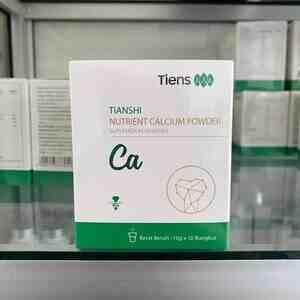 Tiens
TIANSHI
NUTRIENT CALCIUM POWDER
Ca
Berat Bersih : 10g x 10 Bungkus